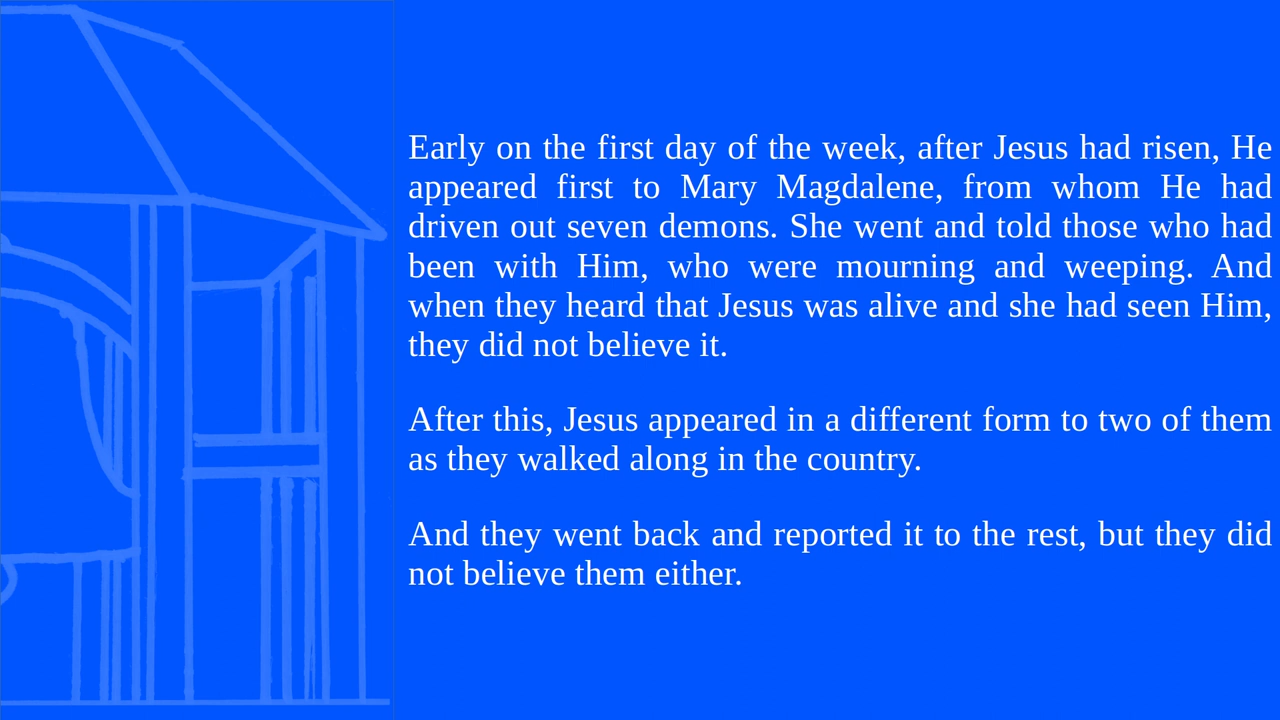 Early on the first day of the week, after Jesus had risen, He
appeared first to Mary Magdalene, from whom He had
driven out seven demons. She went and told those who had
been with Him, who were mourning and weeping. And
when they heard that Jesus was alive and she had seen Him,
they did not believe it.
After this, Jesus appeared in a different form to two of them
as they walked along in the country.
And they went back and reported it to the rest, but they did
not believe them either.